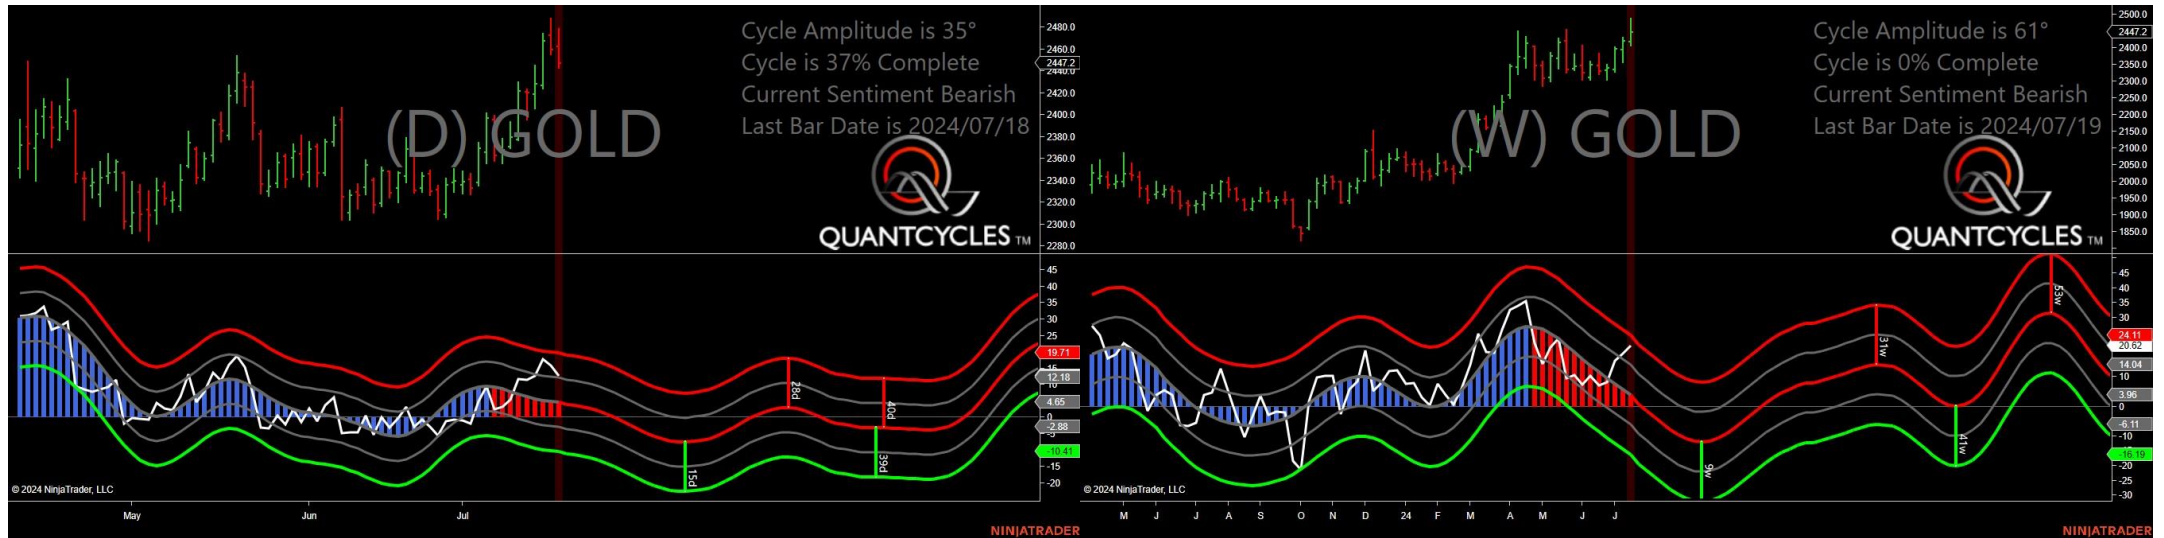 Cycle Amplitude is 35°
Cycle is 37% Complete
Current Sentiment Bearish
Last Bar Date is 2024/07/18
(D) GOLD
QUANTCYCLES TM
2480.0
2460.0
2447.2
2440.0
2420.0
2400.0
2380.0
2360.0
2340.0
2320.0
2300.0
2280.0
45
40
35
30
25
19.71
15
12.18
10
4.65
0
-2.88
-5
-10.41
-15
-20
28d
40d
39d
15d
© 2024 NinjaTrader, LLC
May Jun Jul
NINJATRADER
Cycle Amplitude is 61°
Cycle is 0% Complete
Current Sentiment Bearish
Last Bar Date is 2024/07/19
(W) GOLD
QUANTCYCLES TM
2500.0
2447.2
2400.0
2350.0
2300.0
2250.0
2200.0
2150.0
2100.0
2050.0
2000.0
1950.0
1900.0
1850.0
45
40
35
30
24.11
20.62
14.04
10
3.96
0
-6.11
-10
-16.19
-20
-25
-30
53w
31w
41w
9w
© 2024 NinjaTrader, LLC
M J J A S O N D 24 F M A M J J
NINJATRADER